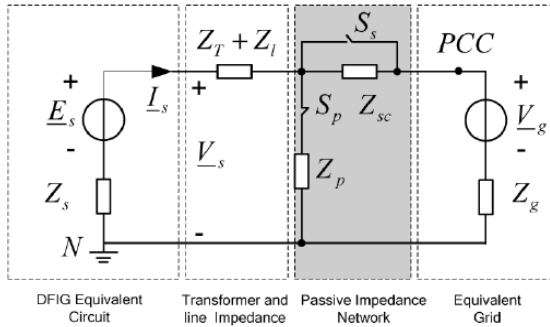 Z_T + Z_l
S_s
PCC
+
E_s
-
I_s
+
S_p
Z_sc
+
V_g
-
V_s
Z_s
Z_p
Z_g
N
-
DFIG Equivalent
Circuit
Transformer and
line Impedance
Passive Impedance
Network
Equivalent
Grid